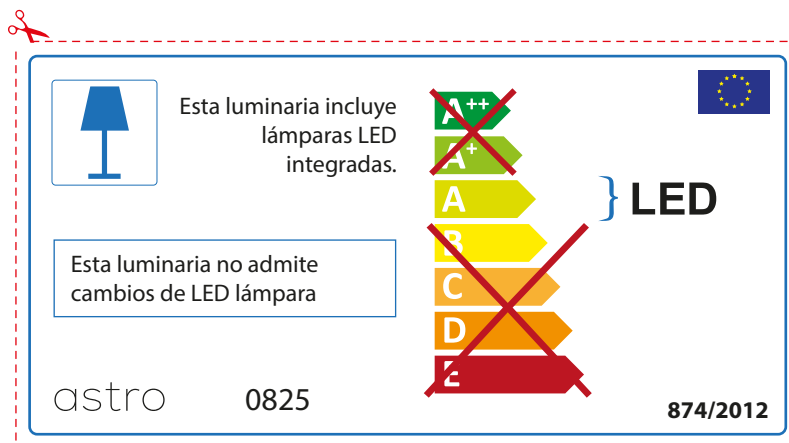 Esta luminaria incluye
lámparas LED
integradas.
Esta luminaria no admite
cambios de LED lámpara
A++
A+
A
B
C
D
E
LED
astro
0825
874/2012